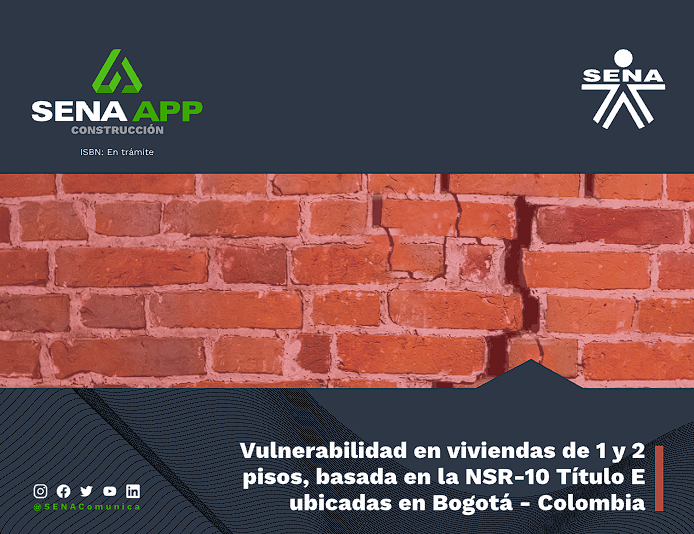 SENA APP
CONSTRUCCIÓN
ISBN: En trámite
SENA
Vulnerabilidad en viviendas de 1 y 2
pisos, basada en la NSR-10 Título E
ubicadas en Bogotá - Colombia
@SENAComunica